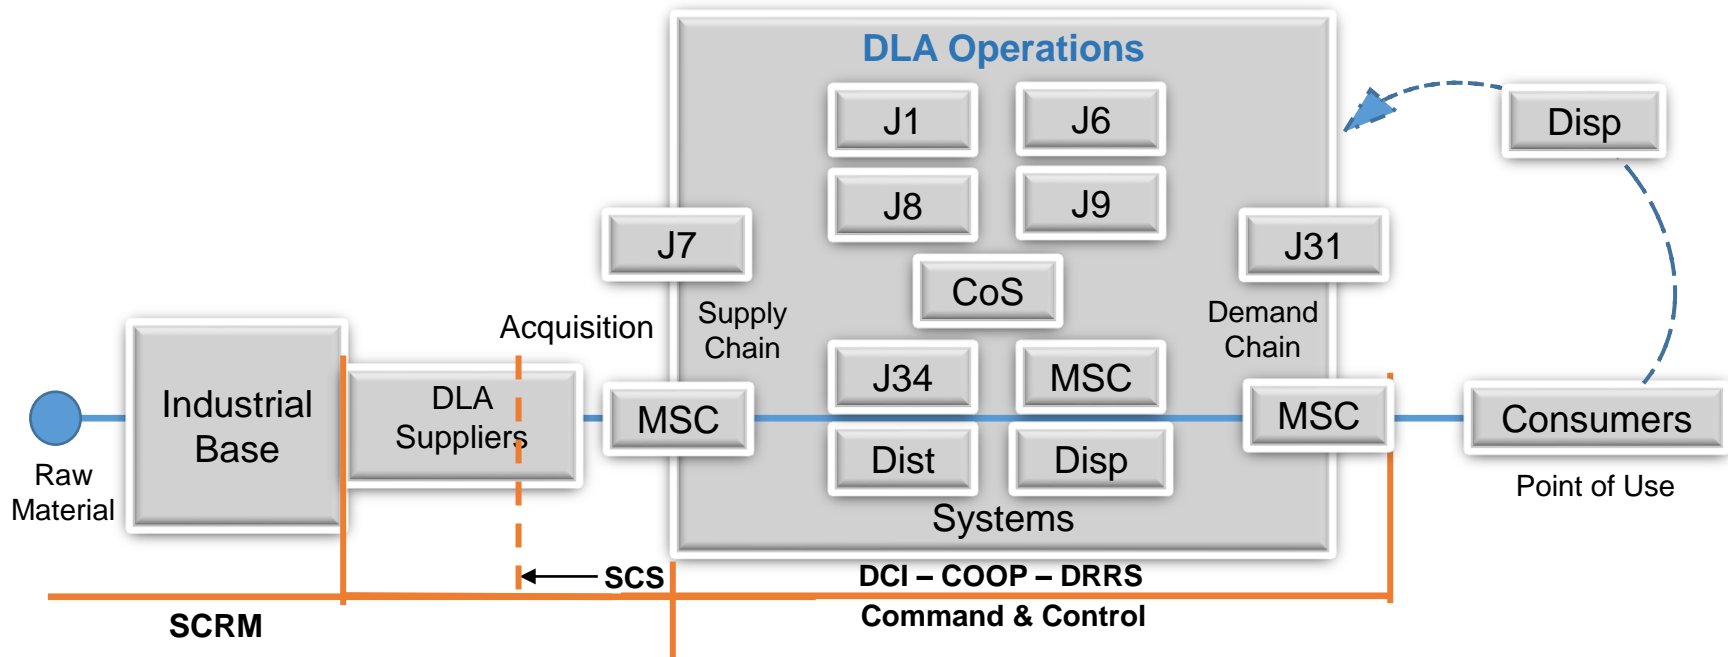 DLA Operations
J1
J6
Disp
J8
J9
J7
J31
CoS
Supply
Chain
Demand
Chain
Acquisition
J34
MSC
Industrial
Base
DLA
Suppliers
MSC
MSC
Consumers
Dist
Disp
Raw
Material
Point of Use
Systems
SCS
DCI – COOP – DRRS
Command & Control
SCRM